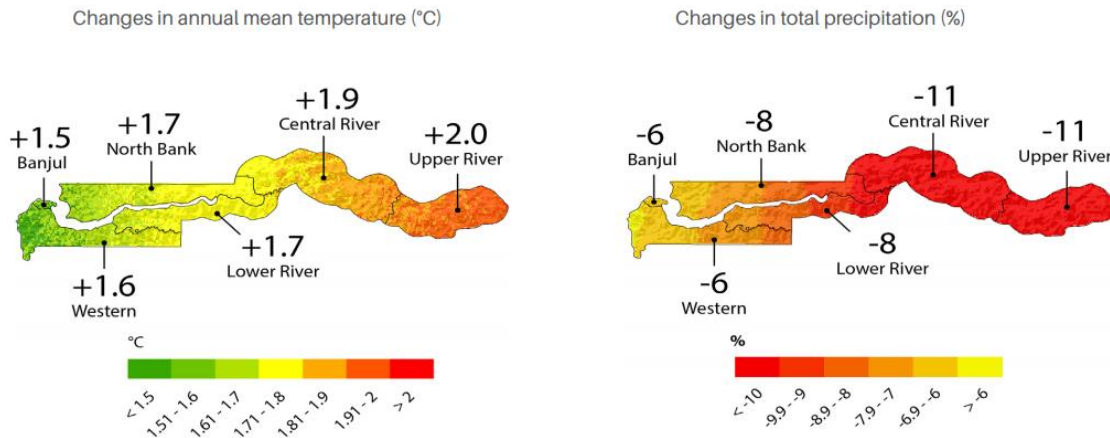 Changes in annual mean temperature (°C)
+1.5
Banjul
+1.7
North Bank
+1.9
Central River
+2.0
Upper River
+1.7
Lower River
+1.6
Western
°C
< 1.5
1.51 - 1.6
1.61 - 1.7
1.71 - 1.8
1.81 - 1.9
1.91 - 2
> 2
Changes in total precipitation (%)
-6
Banjul
-8
North Bank
-11
Central River
-11
Upper River
-8
Lower River
-6
Western
%
< -10
-9.9 - -9
-8.9 - -8
-7.9 - -7
-6.9 - -6
> -6